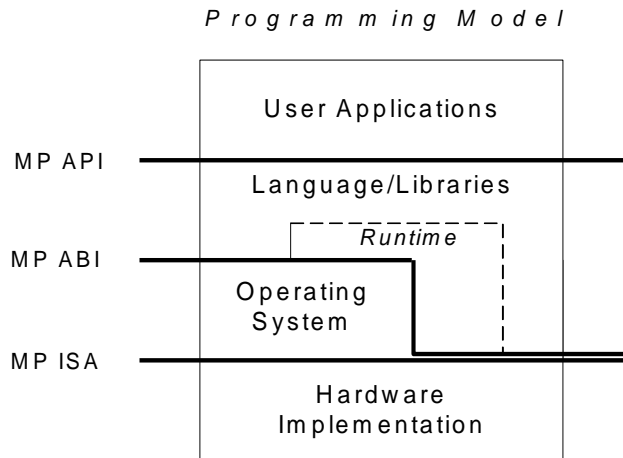 Programming Model
User Applications
MP API
Language/Libraries
Runtime
MP ABI
Operating
System
MP ISA
Hardware
Implementation